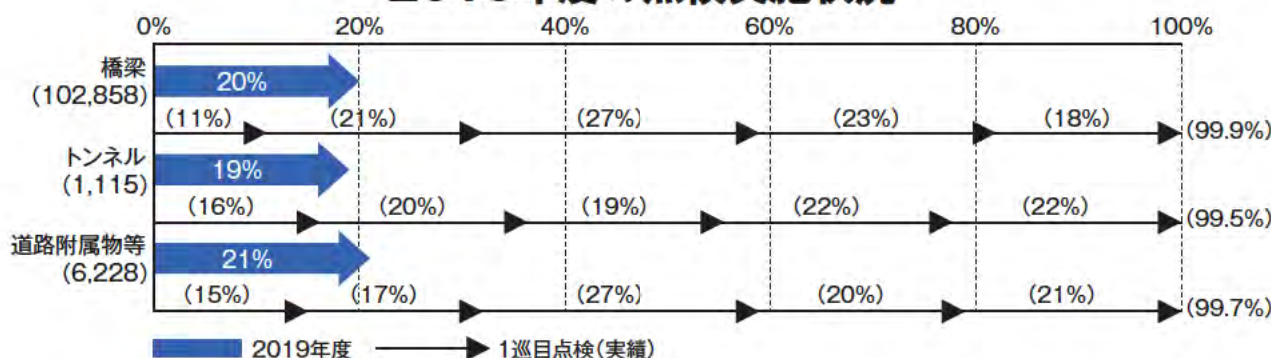 0% 20% 40% 60% 80% 100%
橋梁
(102,858)
20%
(11%) (21%) (27%) (23%) (18%) (99.9%)
トンネル
(1,115)
19%
(16%) (20%) (19%) (22%) (22%) (99.5%)
道路附属物等
(6,228)
21%
(15%) (17%) (27%) (20%) (21%) (99.7%)
2019年度 1巡目点検(実績)